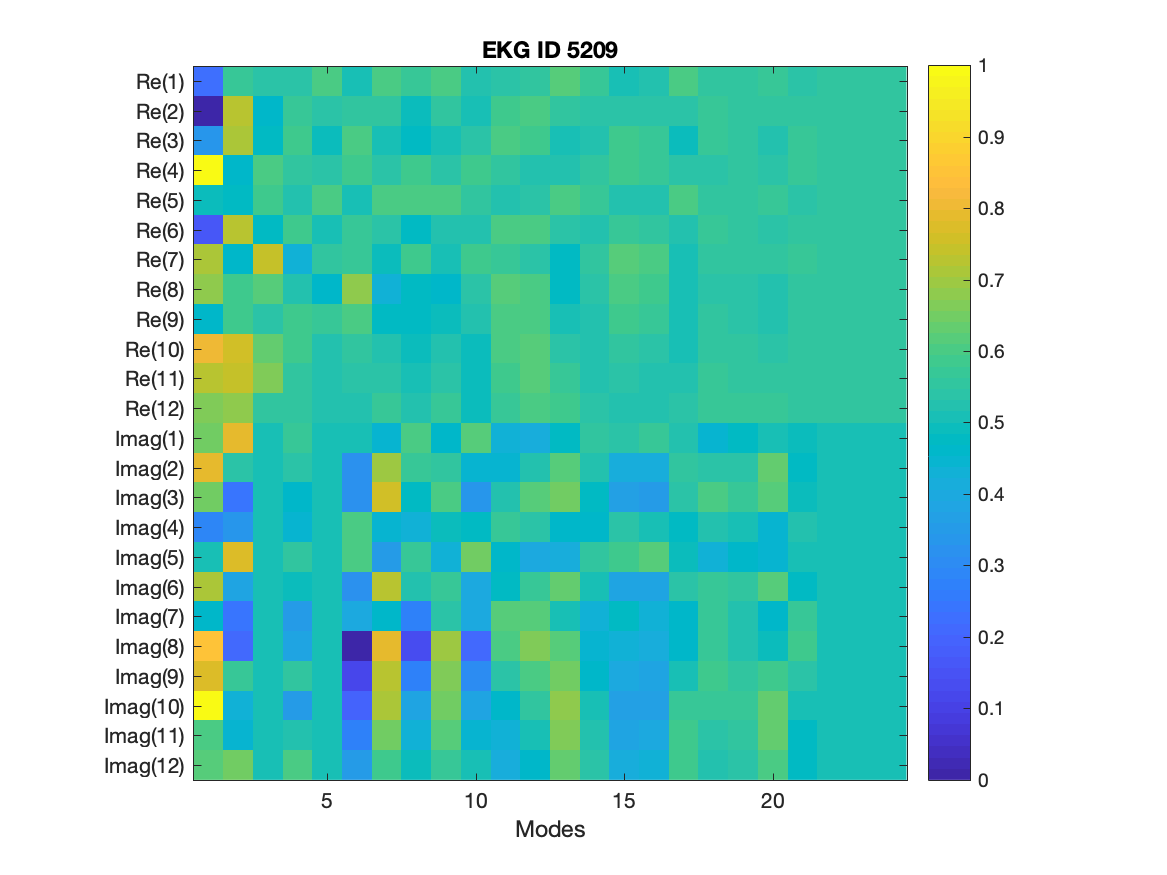 EKG ID 5209
Re(1)
Re(2)
Re(3)
Re(4)
Re(5)
Re(6)
Re(7)
Re(8)
Re(9)
Re(10)
Re(11)
Re(12)
Imag(1)
Imag(2)
Imag(3)
Imag(4)
Imag(5)
Imag(6)
Imag(7)
Imag(8)
Imag(9)
Imag(10)
Imag(11)
Imag(12)
5 10 15 20
Modes
1
0.9
0.8
0.7
0.6
0.5
0.4
0.3
0.2
0.1
0